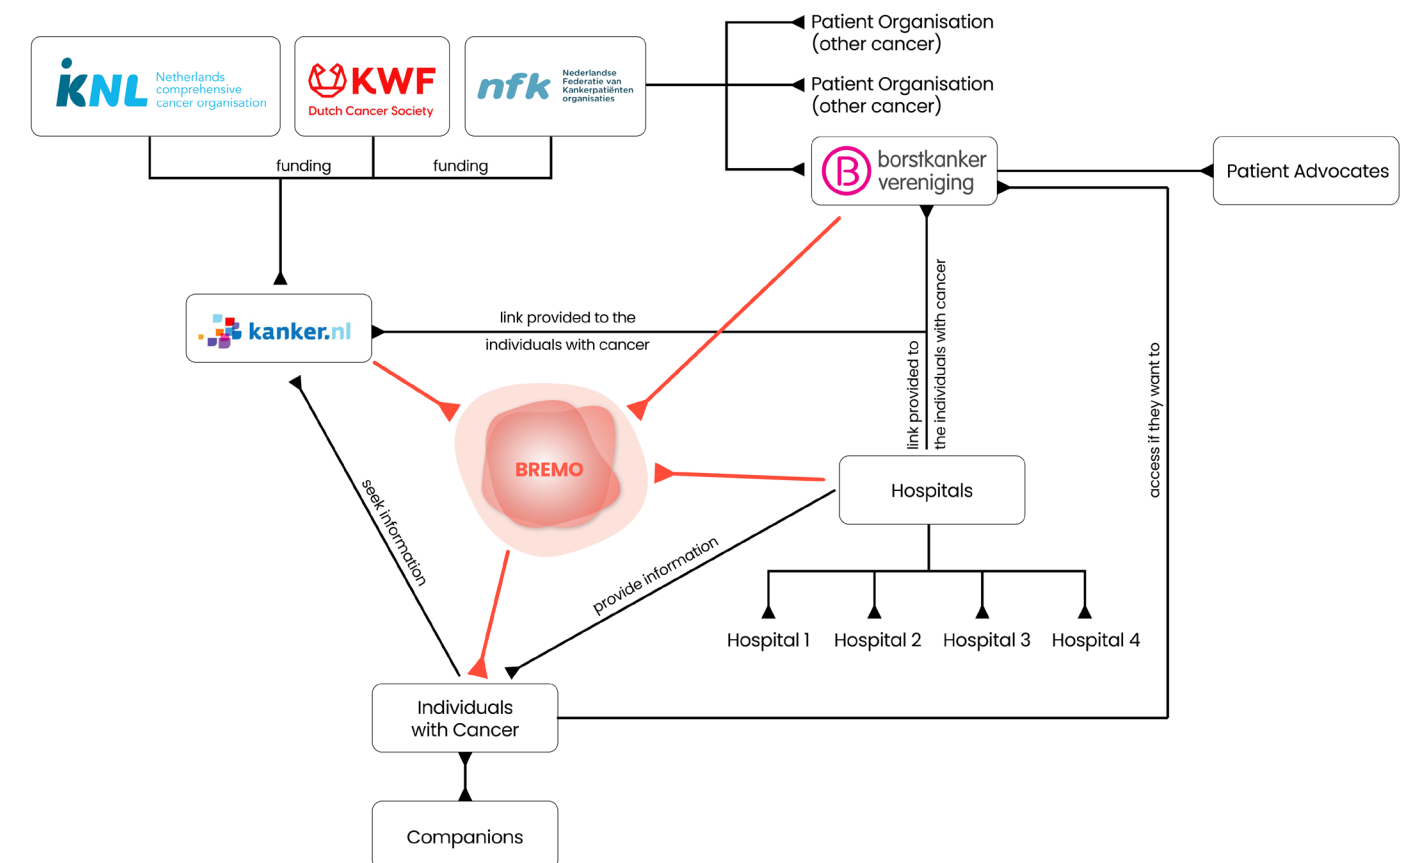 iKNL
Netherlands
comprehensive
cancer organisation
KWF
Dutch Cancer Society
nfk
Nederlandse
Federatie van
Kankerpatiënten
organisaties
Patient Organisation
(other cancer)
Patient Organisation
(other cancer)
funding
funding
B
borstkanker
vereniging
Patient Advocates
kanker.nl
link provided to the
individuals with cancer
link provided to
the individuals with cancer
access if they want to
BREMO
Hospitals
seek information
provide information
Hospital 1
Hospital 2
Hospital 3
Hospital 4
Individuals
with Cancer
Companions